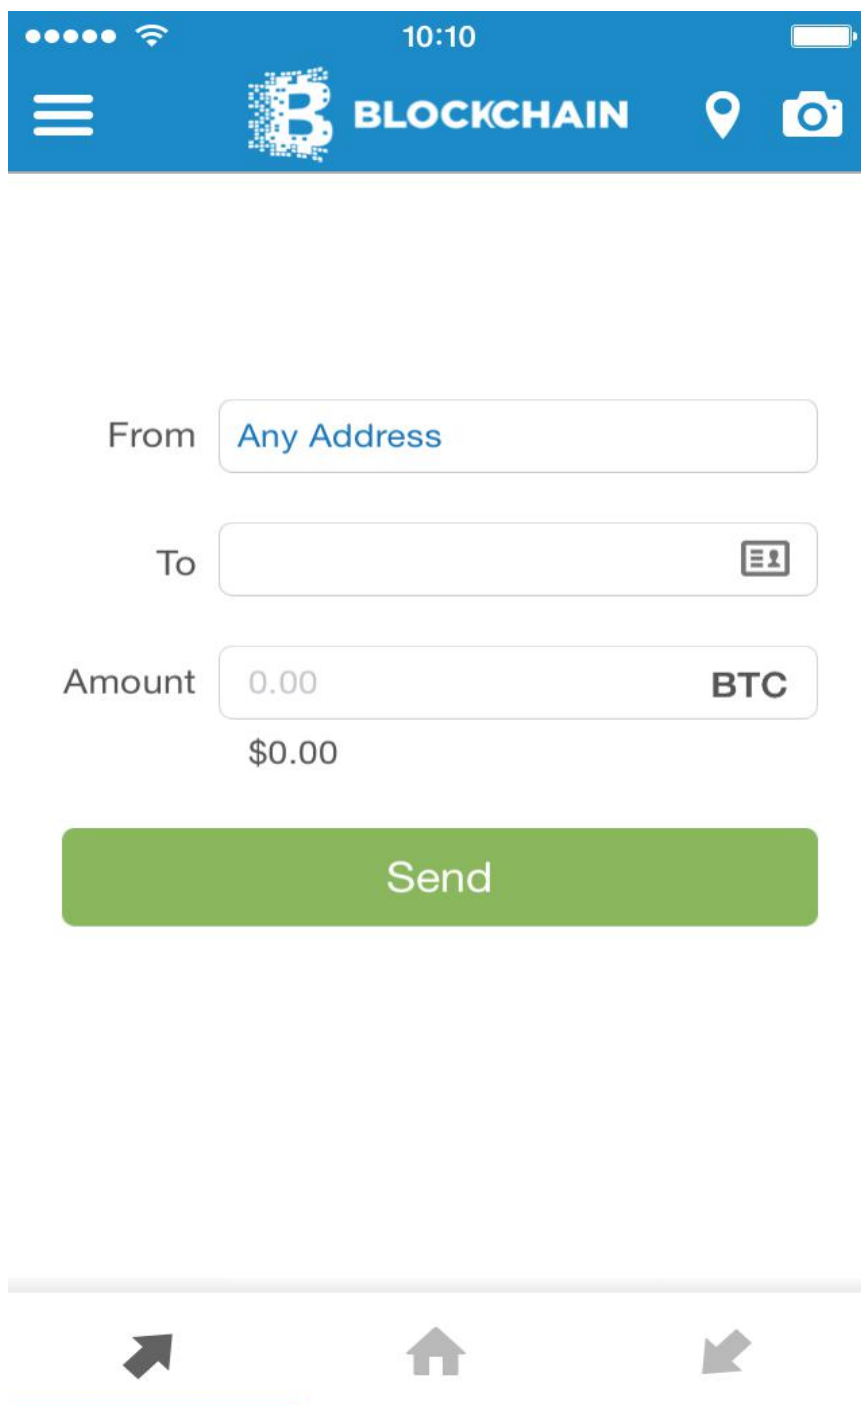 10:10
BLOCKCHAIN
From Any Address
To
Amount 0.00 BTC
$0.00
Send